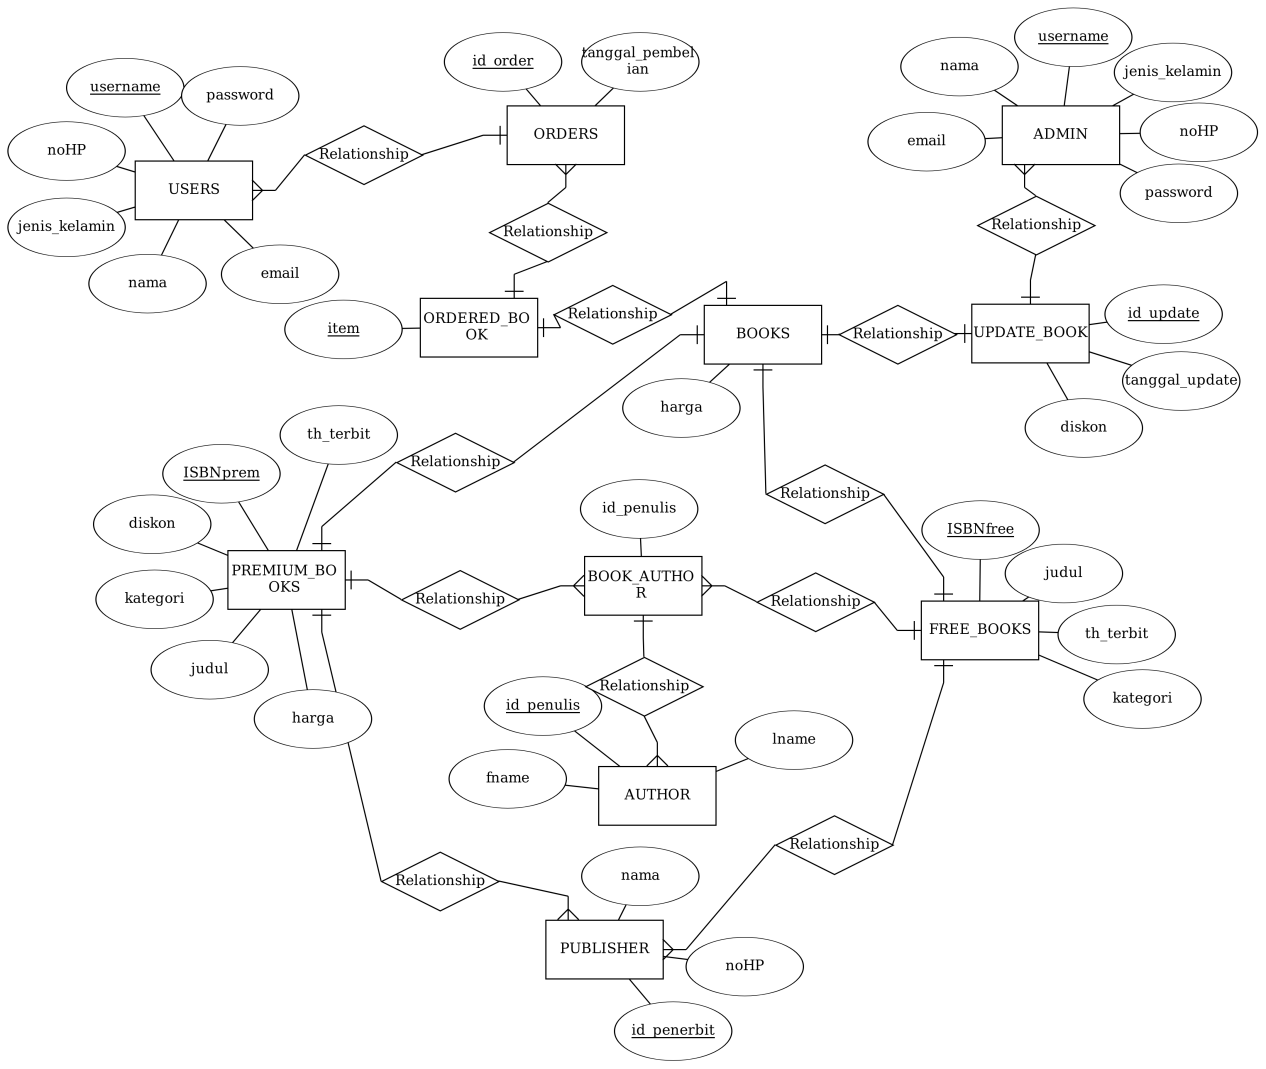 username
id_order
tanggal_pembel
ian
nama
jenis_kelamin
username
password
noHP
Relationship
ORDERS
ADMIN
noHP
email
USERS
password
jenis_kelamin
Relationship
Relationship
nama
email
item
ORDERED_BO
OK
Relationship
BOOKS
Relationship
UPDATE_BOOK
id_update
tanggal_update
harga
diskon
th_terbit
Relationship
ISBNprem
Relationship
diskon
id_penulis
ISBNfree
judul
PREMIUM_BO
OKS
BOOK_AUTHO
R
kategori
Relationship
Relationship
FREE_BOOKS
th_terbit
judul
Relationship
kategori
id_penulis
harga
lname
fname
AUTHOR
Relationship
Relationship
nama
PUBLISHER
noHP
id_penerbit